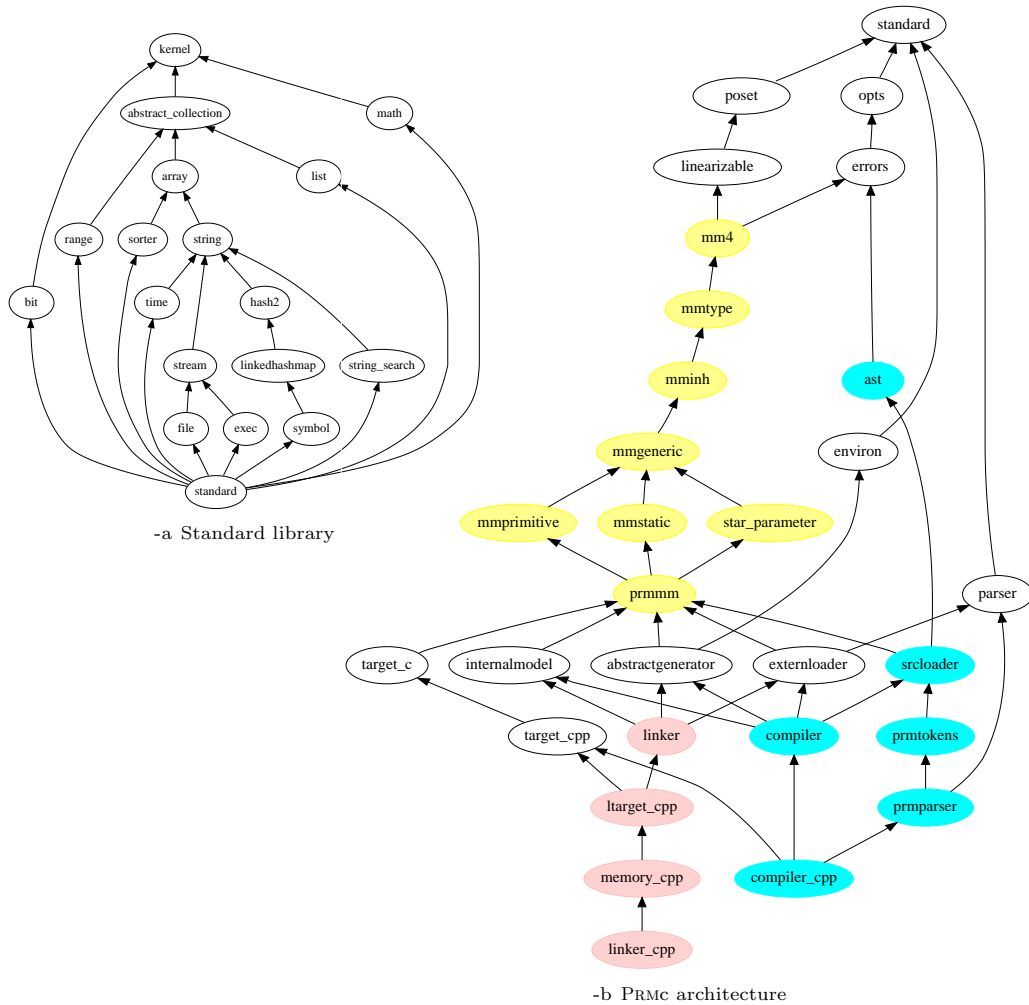 standard
kernel
poset
opts
abstract_collection
math
linearizable
errors
array
list
range
sorter
string
mm4
bit
time
hash2
mmtype
stream
linkedhashmap
string_search
mminh
ast
file
exec
symbol
mmgeneric
environ
standard
-a Standard library
mmprimitive
mmstatic
star_parameter
prmmm
parser
target_c
internalmodel
abstractgenerator
externloader
srcloader
target_cpp
linker
compiler
prmtokens
ltarget_cpp
prmparser
memory_cpp
compiler_cpp
linker_cpp
-b PRMc architecture